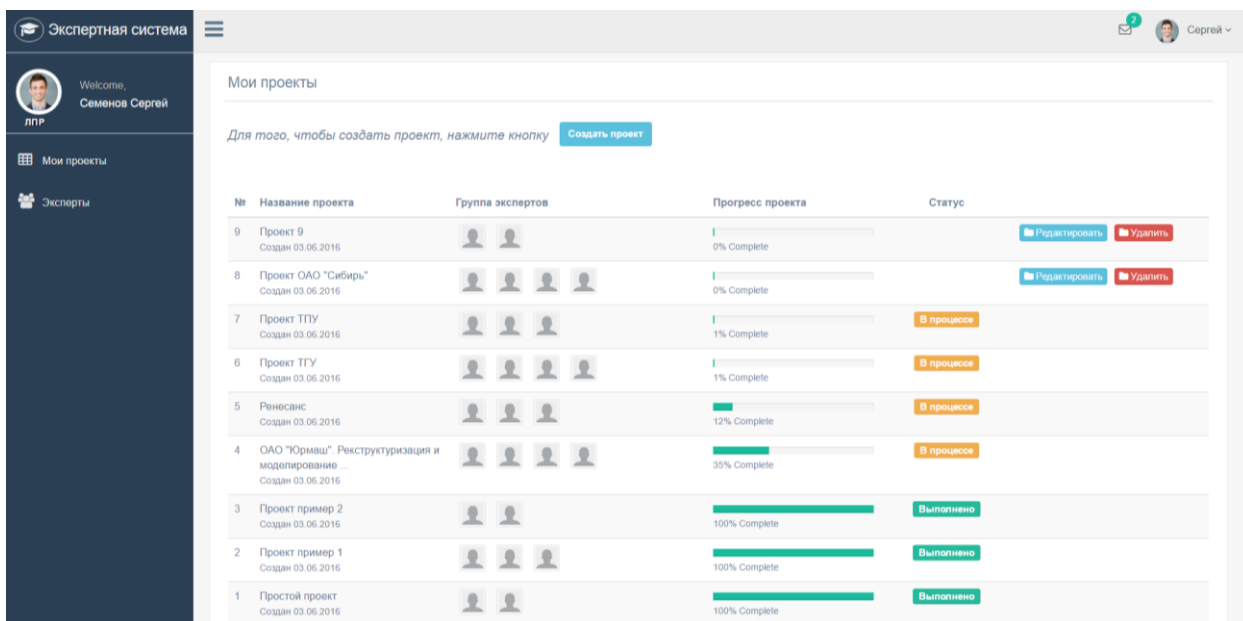 Экспертная система
2
Сергей
Welcome,
Семенов Сергей
ЛПР
Мои проекты
Эксперты
Мои проекты
Для того, чтобы создать проект, нажмите кнопку Создать проект
№ Название проекта Группа экспертов Прогресс проекта Статус
9 Проект 9 Редактировать Удалить
Создан 03.06.2016 0% Complete
8 Проект ОАО "Сибирь" Редактировать Удалить
Создан 03.06.2016 0% Complete
7 Проект ТПУ В процессе
Создан 03.06.2016 1% Complete
6 Проект ТГУ В процессе
Создан 03.06.2016 1% Complete
5 Ренесанс В процессе
Создан 03.06.2016 12% Complete
4 ОАО "Юрмаш". Рекструктуризация и В процессе
моделирование ... 35% Complete
Создан 03.06.2016
3 Проект пример 2 Выполнено
Создан 03.06.2016 100% Complete
2 Проект пример 1 Выполнено
Создан 03.06.2016 100% Complete
1 Простой проект Выполнено
Создан 03.06.2016 100% Complete